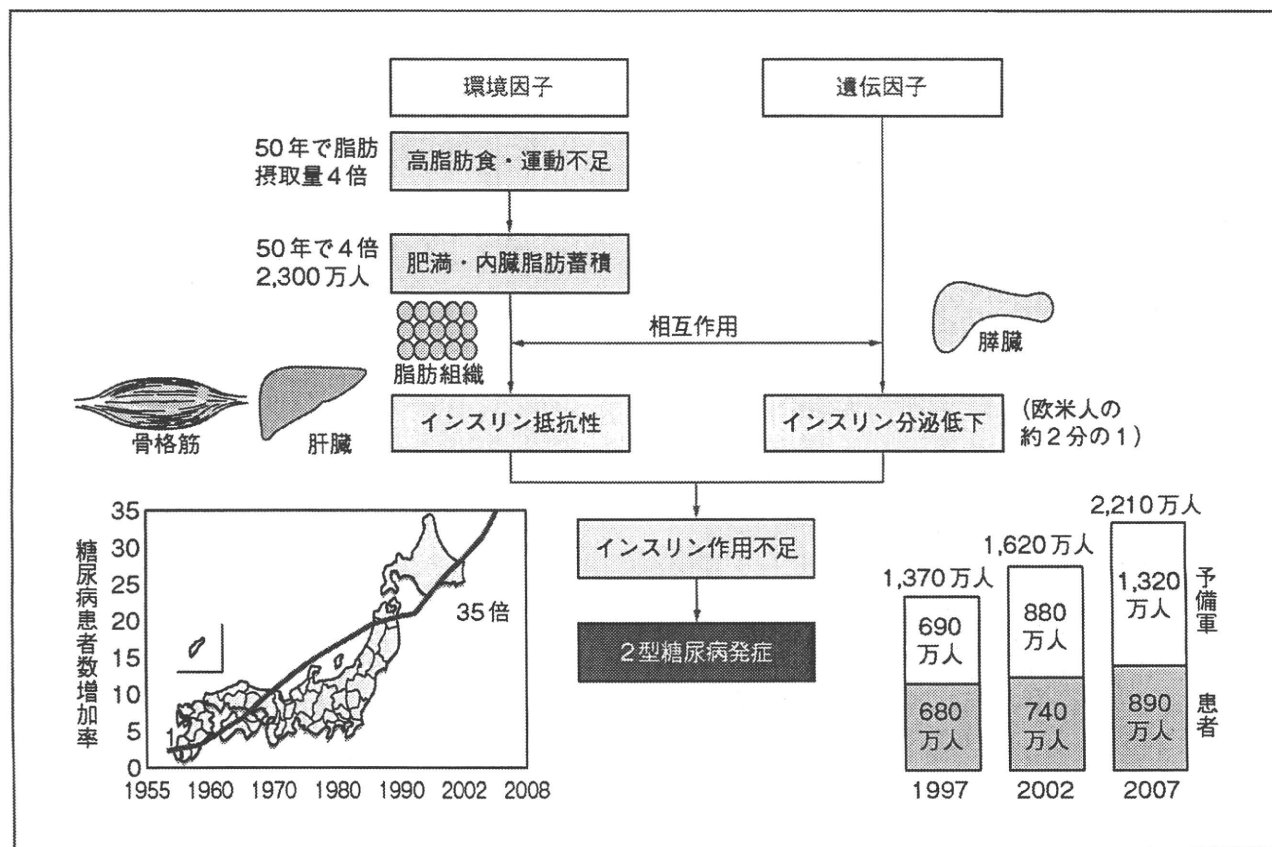 環境因子
遺伝因子
50年で脂肪
摂取量4倍
高脂肪食・運動不足
50年で4倍
2,300万人
肥満・内臓脂肪蓄積
相互作用
膵臓
脂肪組織
骨格筋
肝臓
インスリン抵抗性
インスリン分泌低下
(欧米人の
約2分の1)
インスリン作用不足
2型糖尿病発症
糖尿病患者数増加率
35
30
25
20
15
10
5
0
1
35倍
1955 1960 1970 1980 1990 2002 2008
1,370万人
690
万人
680
万人
1997
1,620万人
880
万人
740
万人
2002
2,210万人
1,320
万人
890
万人
2007
予備軍
患者